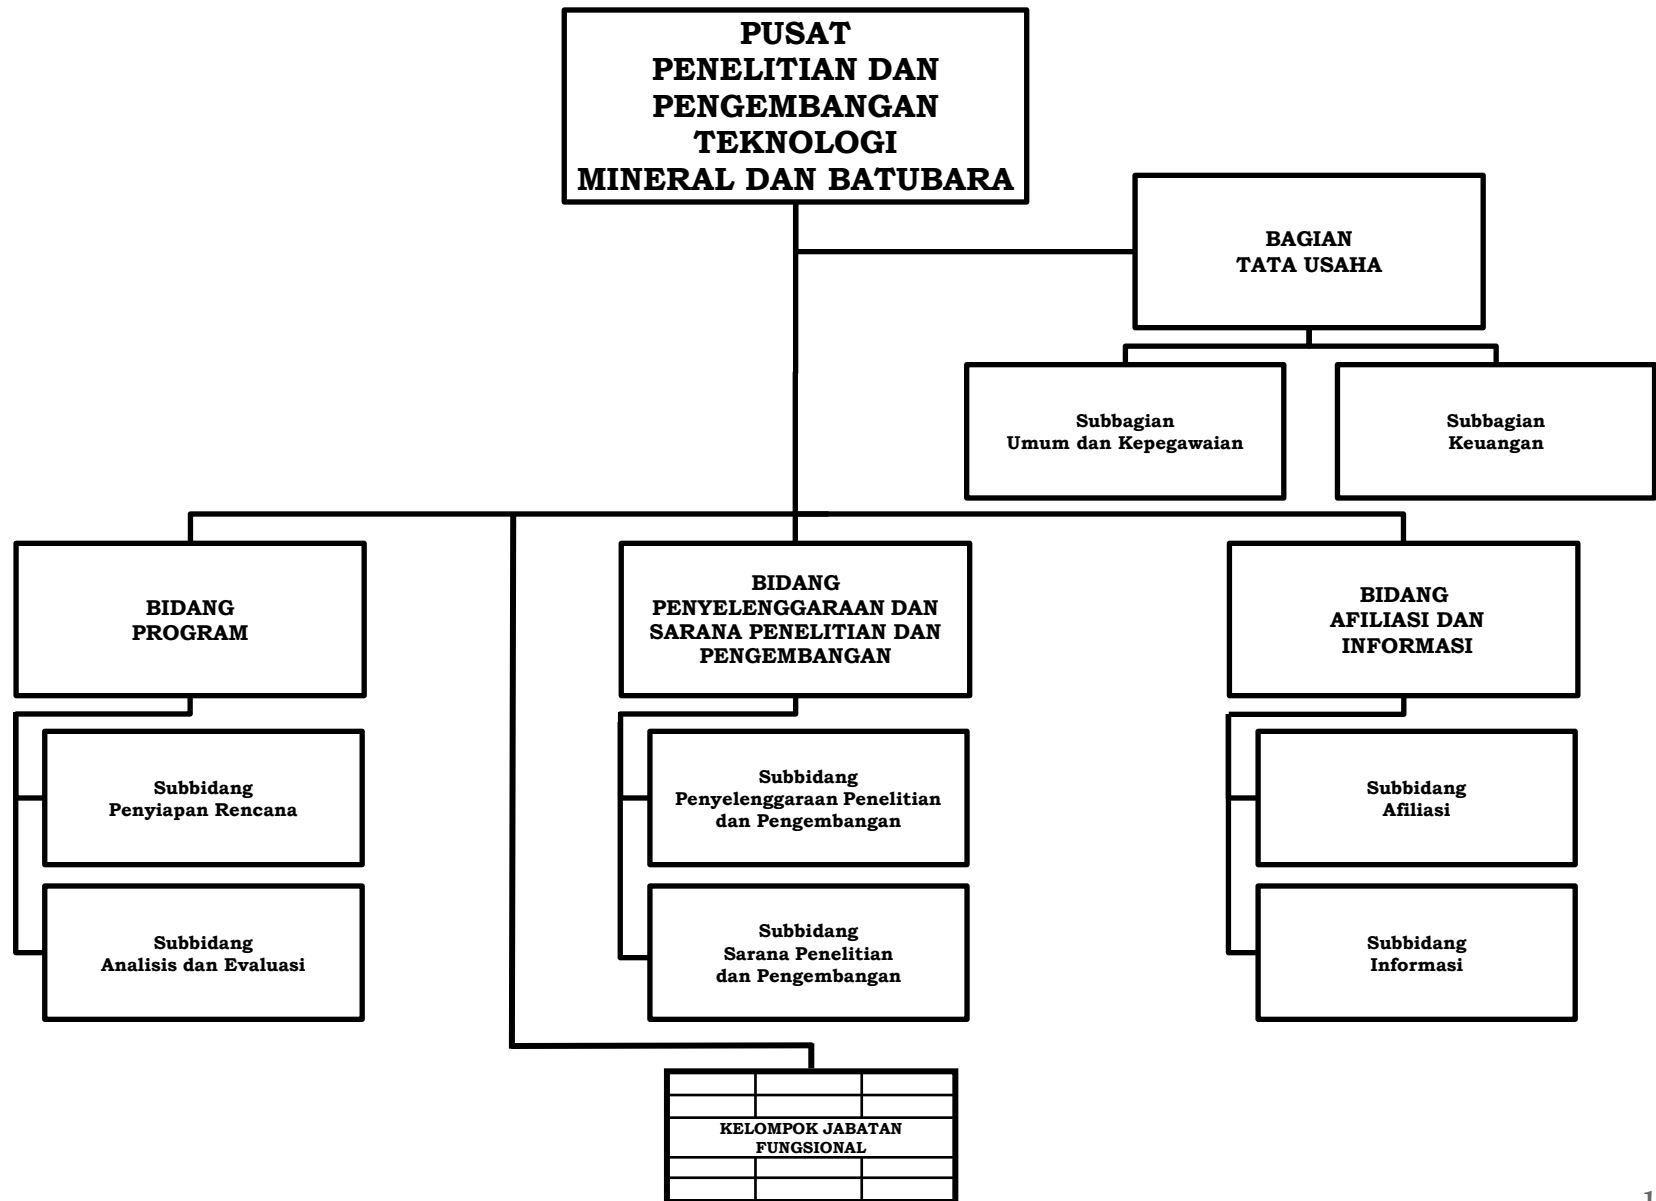 PUSAT
PENELITIAN DAN
PENGEMBANGAN
TEKNOLOGI
MINERAL DAN BATUBARA
BAGIAN
TATA USAHA
Subbagian
Umum dan Kepegawaian
Subbagian
Keuangan
BIDANG
PROGRAM
BIDANG
PENYELENGGARAAN DAN
SARANA PENELITIAN DAN
PENGEMBANGAN
BIDANG
AFILIASI DAN
INFORMASI
Subbidang
Penyiapan Rencana
Subbidang
Penyelenggaraan Penelitian
dan Pengembangan
Subbidang
Afiliasi
Subbidang
Analisis dan Evaluasi
Subbidang
Sarana Penelitian
dan Pengembangan
Subbidang
Informasi
KELOMPOK JABATAN
FUNGSIONAL
1